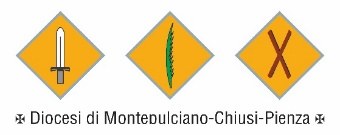 ✠ Diocesi di Montepulciano-Chiusi-Pienza ✠